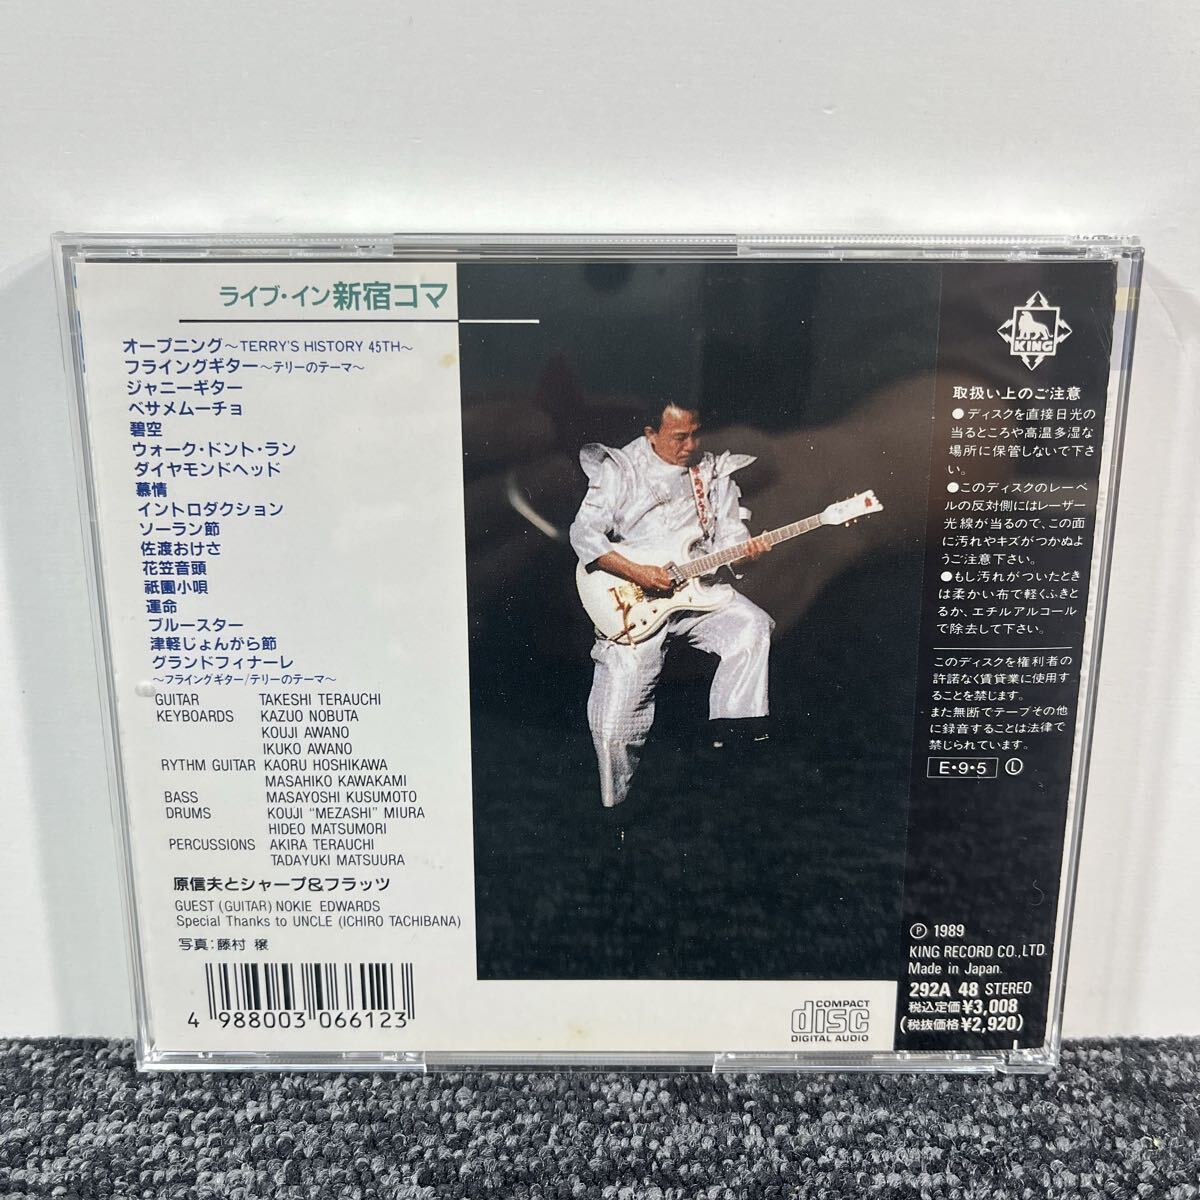 ライブ・イン新宿コマ
オープニング〜TERRY'S HISTORY 45TH〜
フライングギター〜テリーのテーマ〜
ジャニーギター
ベサメムーチョ
碧空
ウォーク・ドント・ラン
ダイヤモンドヘッド
慕情
イントロダクション
ソーラン節
佐渡おけさ
花笠音頭
祇園小唄
運命
ブルースター
津軽じょんがら節
グランドフィナーレ
〜フライングギター/テリーのテーマ〜
GUITAR TAKESHI TERAUCHI
KEYBOARDS KAZUO NOBUTA
KOUJI AWANO
IKUKO AWANO
RYTHM GUITAR KAORU HOSHIKAWA
MASAHIKO KAWAKAMI
BASS MASAYOSHI KUSUMOTO
DRUMS KOUJI “MEZASHI” MIURA
HIDEO MATSUMORI
PERCUSSIONS AKIRA TERAUCHI
TADAYUKI MATSUURA
原信夫とシャープ&フラッツ
GUEST (GUITAR) NOKIE EDWARDS
Special Thanks to UNCLE (ICHIRO TACHIBANA)
写真:藤村 穣
4 988003 066123
COMPACT
disc
DIGITAL AUDIO
KING
取扱い上のご注意
●ディスクを直接日光の
当るところや高温多湿な
場所に保管しないで下さ
い。
●このディスクのレーベ
ルの反対側にはレーザー
光線が当るので、この面
に汚れやキズがつかぬよ
うご注意下さい。
●もし汚れがついたとき
は柔かい布で軽くふきと
るか、エチルアルコール
で除去して下さい。
このディスクを権利者の
許諾なく賃貸業に使用す
ることを禁じます。
また無断でテープその他
に録音することは法律で
禁じられています。
E・9・5 Ⓛ
Ⓟ 1989
KING RECORD CO.,LTD.
Made in Japan.
292A 48 STEREO
税込定価¥3,008
(税抜価格¥2,920)